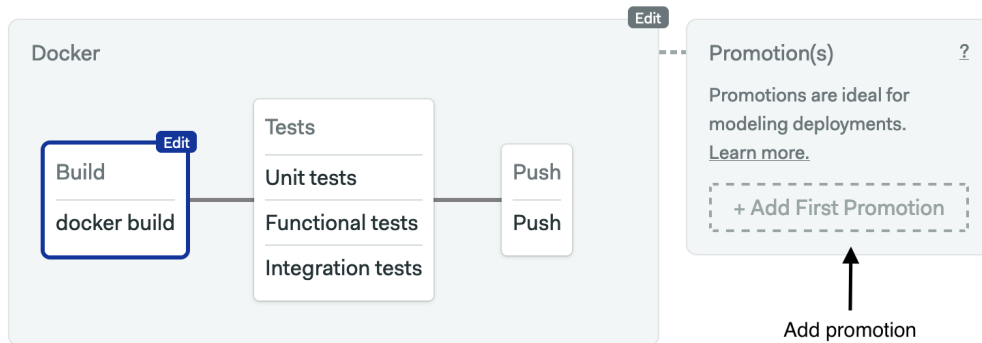 Edit
Docker
Promotion(s)
?
Promotions are ideal for
modeling deployments.
Learn more.
+ Add First Promotion
Add promotion
Edit
Build
docker build
Tests
Unit tests
Functional tests
Integration tests
Push
Push